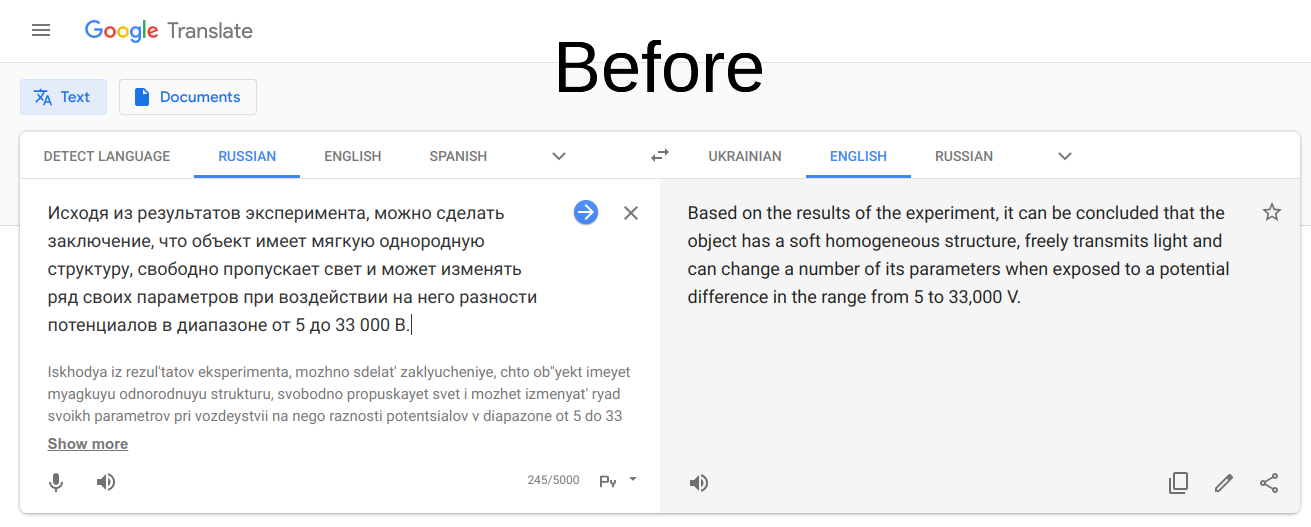 Google Translate
Before
Text
Documents
DETECT LANGUAGE RUSSIAN ENGLISH SPANISH
UKRAINIAN ENGLISH RUSSIAN
Исходя из результатов эксперимента, можно сделать
заключение, что объект имеет мягкую однородную
структуру, свободно пропускает свет и может изменять
ряд своих параметров при воздействии на него разности
потенциалов в диапазоне от 5 до 33 000 В.
Iskhodya iz rezul'tatov eksperimenta, mozhno sdelat' zaklyucheniye, chto ob"yekt imeyet
myagkuyu odnorodnuyu strukturu, svobodno propuskayet svet i mozhet izmenyat' ryad
svoikh parametrov pri vozdeystvii na nego raznosti potentsialov v diapazone ot 5 do 33
Show more
245/5000
Ру
Based on the results of the experiment, it can be concluded that the
object has a soft homogeneous structure, freely transmits light and
can change a number of its parameters when exposed to a potential
difference in the range from 5 to 33,000 V.